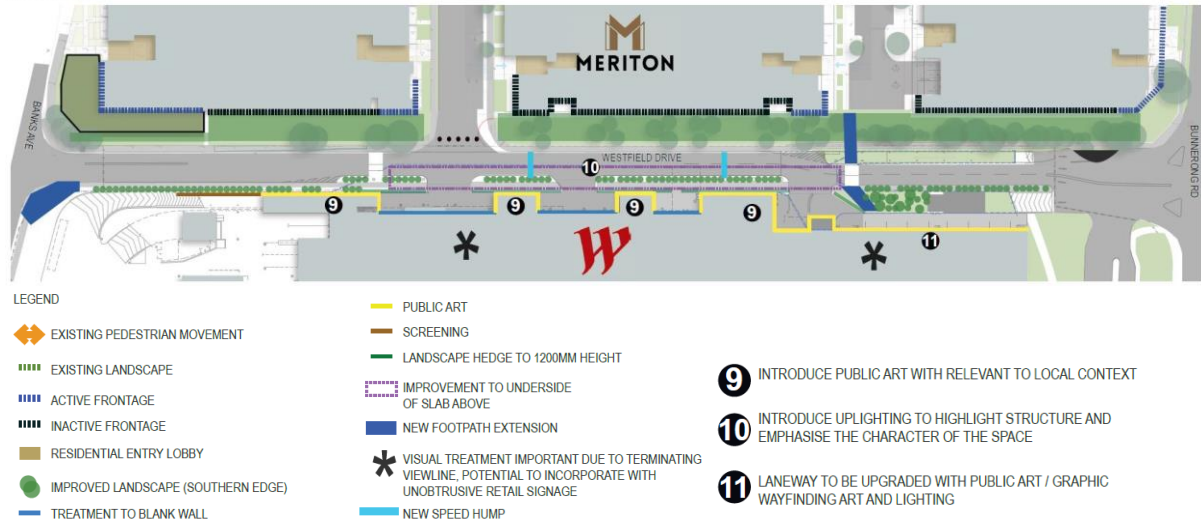 MERITON
BANKS AVE
WESTFIELD DRIVE
BUNNERONG RD
10
9
9
9
9
11
W
LEGEND
EXISTING PEDESTRIAN MOVEMENT
EXISTING LANDSCAPE
ACTIVE FRONTAGE
INACTIVE FRONTAGE
RESIDENTIAL ENTRY LOBBY
IMPROVED LANDSCAPE (SOUTHERN EDGE)
TREATMENT TO BLANK WALL
PUBLIC ART
SCREENING
LANDSCAPE HEDGE TO 1200MM HEIGHT
IMPROVEMENT TO UNDERSIDE
OF SLAB ABOVE
NEW FOOTPATH EXTENSION
VISUAL TREATMENT IMPORTANT DUE TO TERMINATING
VIEWLINE, POTENTIAL TO INCORPORATE WITH
UNOBTRUSIVE RETAIL SIGNAGE
NEW SPEED HUMP
9 INTRODUCE PUBLIC ART WITH RELEVANT TO LOCAL CONTEXT
10 INTRODUCE UPLIGHTING TO HIGHLIGHT STRUCTURE AND
EMPHASISE THE CHARACTER OF THE SPACE
11 LANEWAY TO BE UPGRADED WITH PUBLIC ART / GRAPHIC
WAYFINDING ART AND LIGHTING